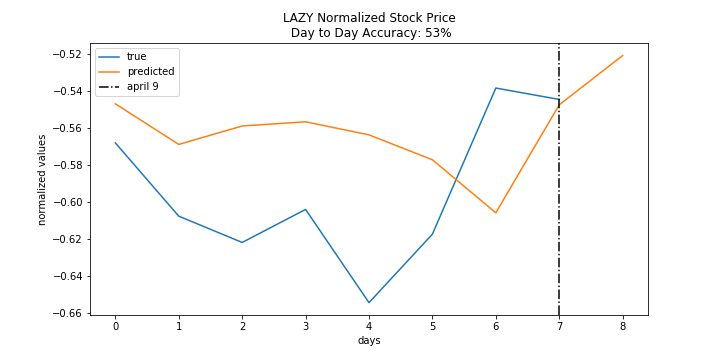 LAZY Normalized Stock Price
Day to Day Accuracy: 53%
true
predicted
april 9
normalized values
−0.52
−0.54
−0.56
−0.58
−0.60
−0.62
−0.64
−0.66
0 1 2 3 4 5 6 7 8
days